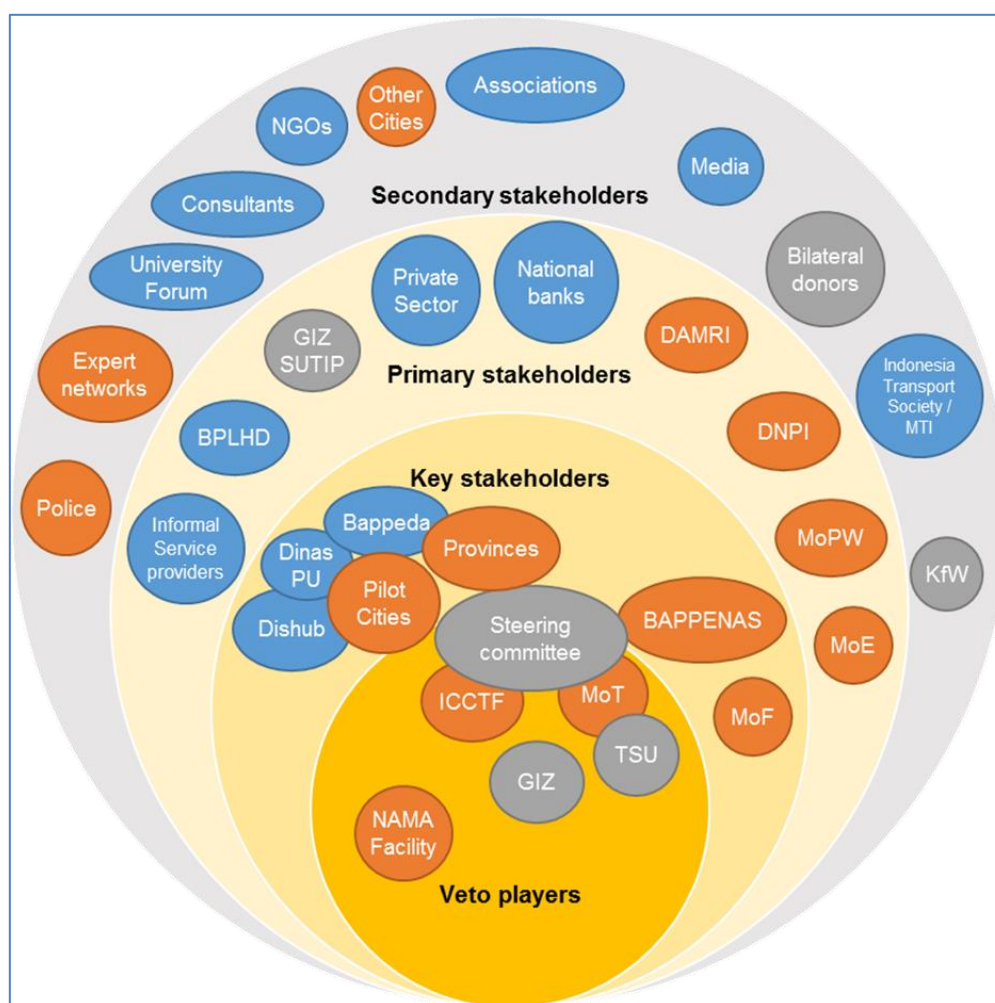 Associations
Other
Cities
NGOs
Media
Secondary stakeholders
Consultants
University
Forum
Private
Sector
National
banks
Bilateral
donors
GIZ
SUTIP
DAMRI
Expert
networks
Primary stakeholders
Indonesia
Transport
Society /
MTI
BPLHD
DNPI
Key stakeholders
Police
Informal
Service
providers
Bappeda
Dinas
PU
Provinces
MoPW
KfW
Pilot
Cities
Dishub
Steering
committee
BAPPENAS
MoE
ICCTF
MoT
MoF
TSU
GIZ
NAMA
Facility
Veto players